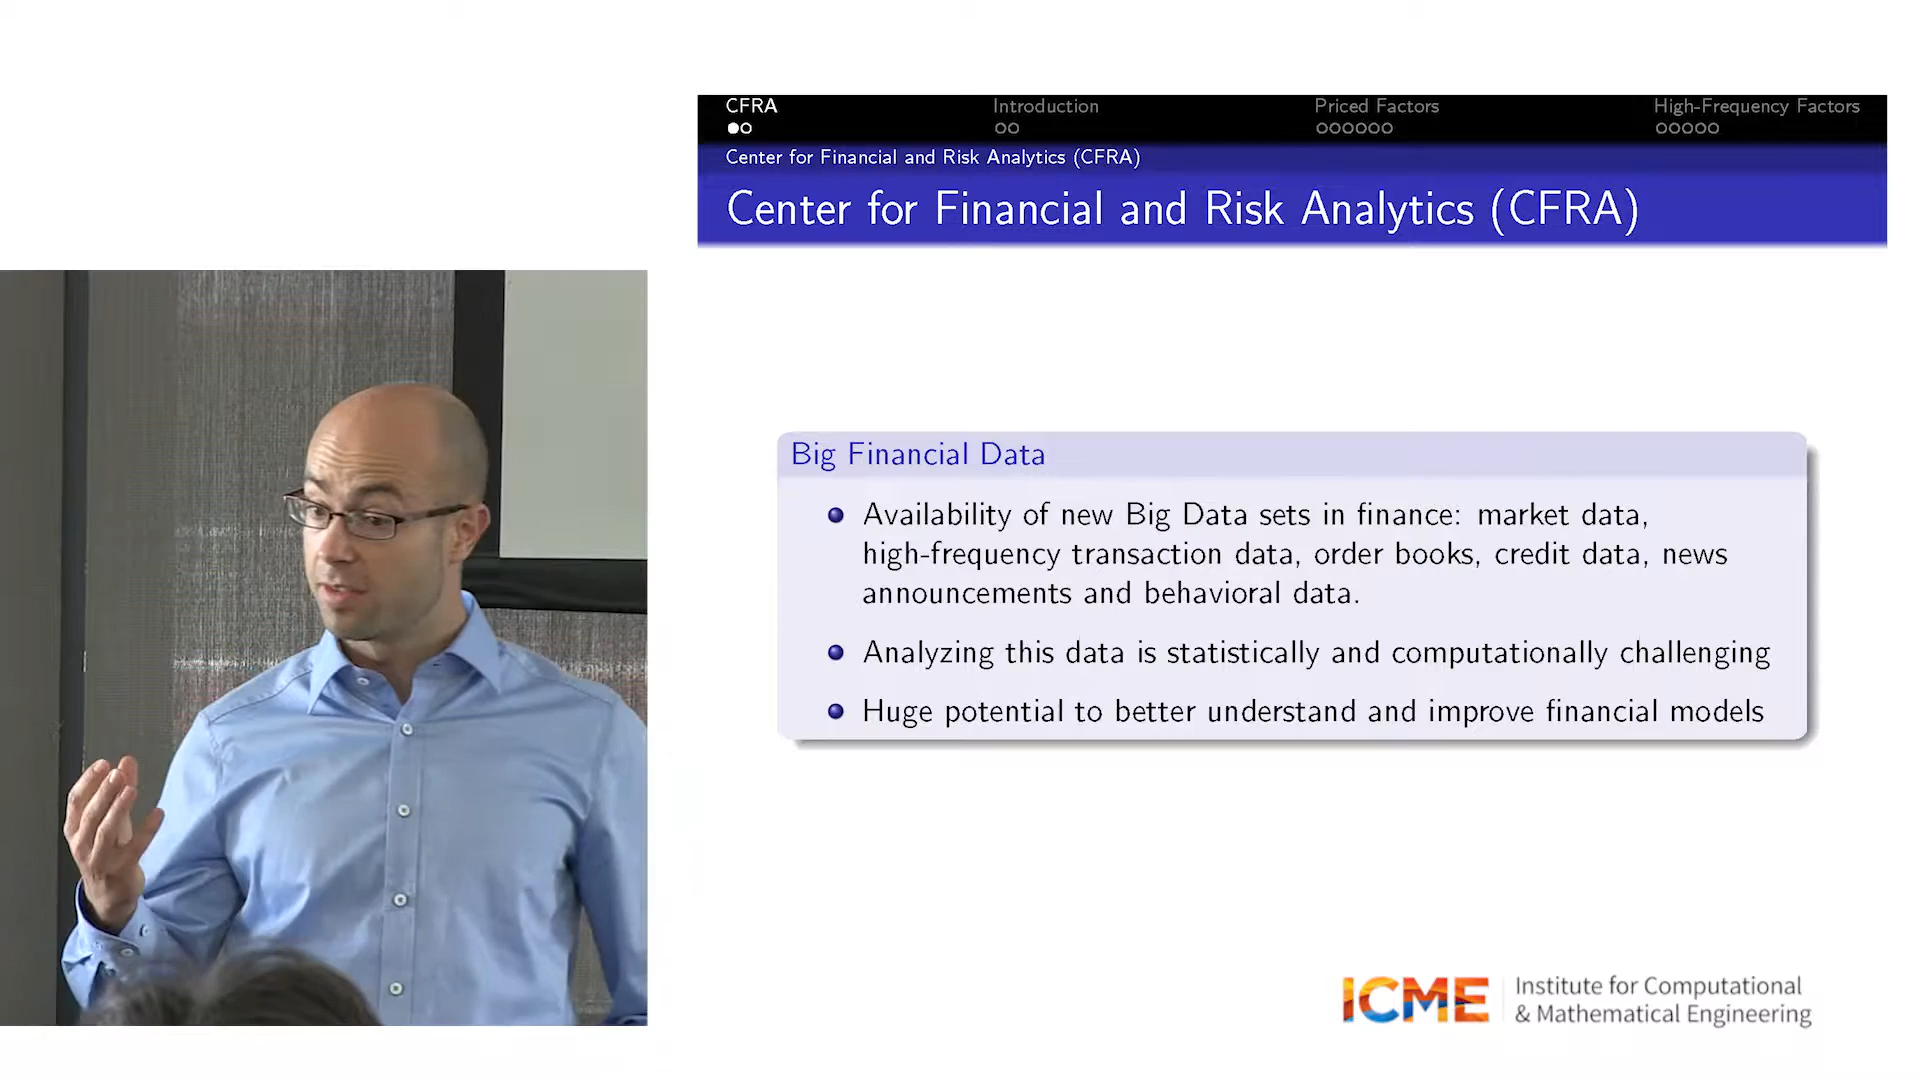 CFRA
Introduction
Priced Factors
High-Frequency Factors
Center for Financial and Risk Analytics (CFRA)
Center for Financial and Risk Analytics (CFRA)
Big Financial Data
Availability of new Big Data sets in finance: market data,
high-frequency transaction data, order books, credit data, news
announcements and behavioral data.
Analyzing this data is statistically and computationally challenging
Huge potential to better understand and improve financial models
ICME
Institute for Computational
& Mathematical Engineering